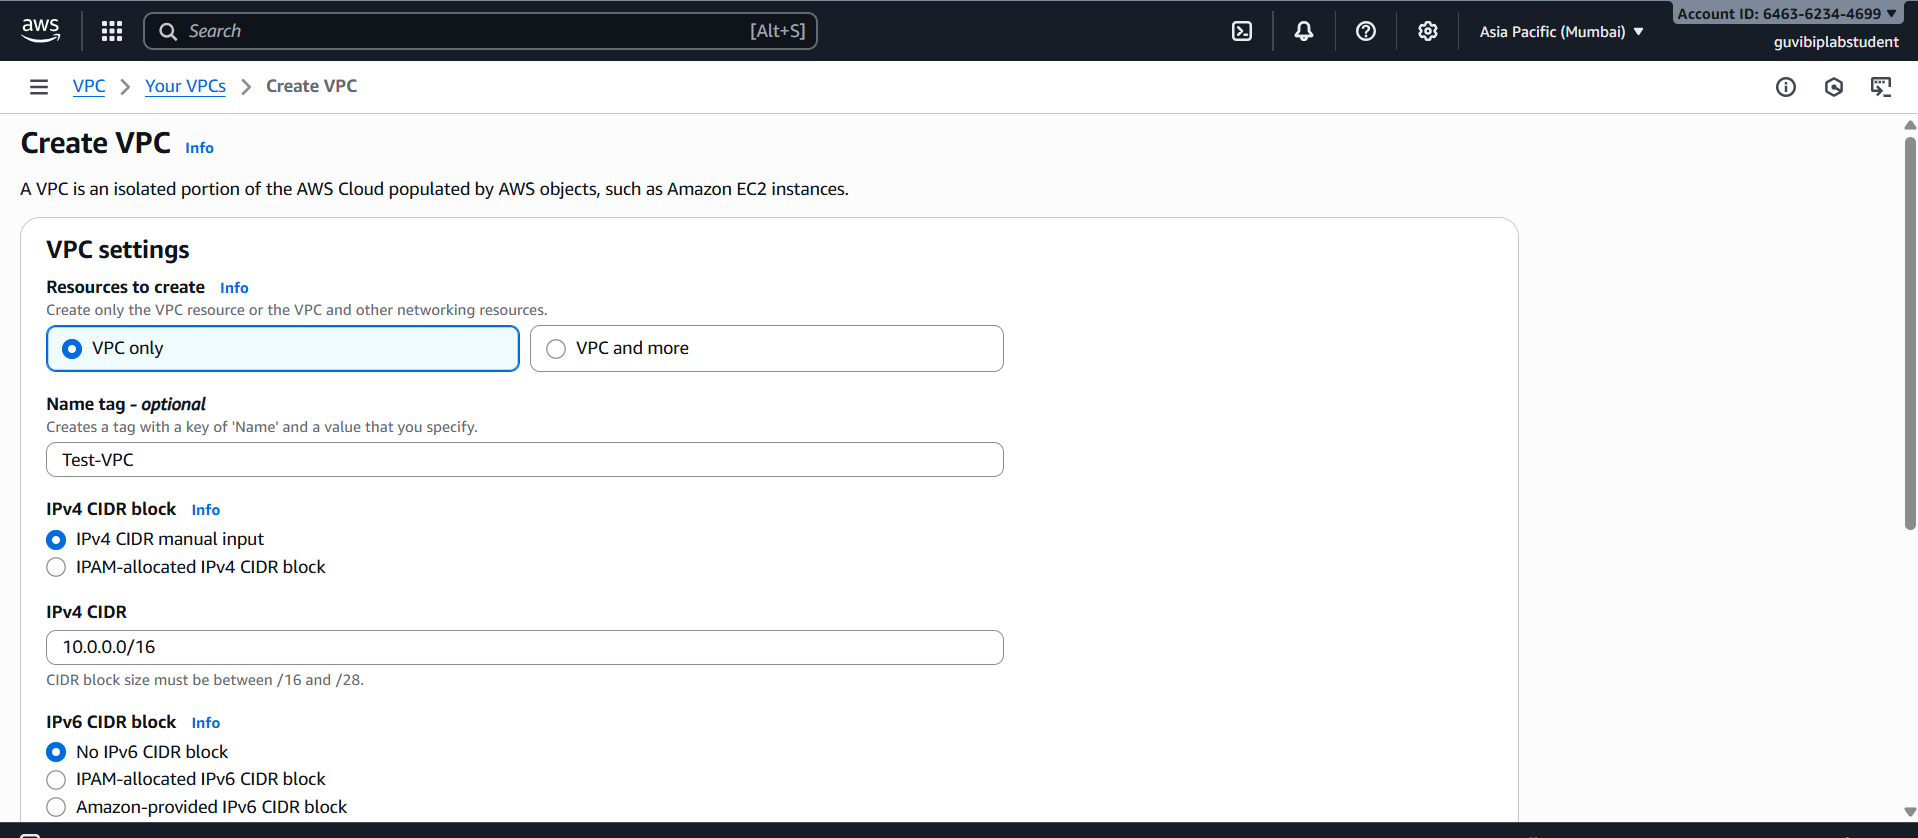 aws
Search [Alt+S]
Asia Pacific (Mumbai)
Account ID: 6463-6234-4699
guvibiplabstudent
VPC Your VPCs Create VPC
Create VPC Info
A VPC is an isolated portion of the AWS Cloud populated by AWS objects, such as Amazon EC2 instances.
VPC settings
Resources to create Info
Create only the VPC resource or the VPC and other networking resources.
VPC only VPC and more
Name tag - optional
Creates a tag with a key of 'Name' and a value that you specify.
Test-VPC
IPv4 CIDR block Info
IPv4 CIDR manual input
IPAM-allocated IPv4 CIDR block
IPv4 CIDR
10.0.0.0/16
CIDR block size must be between /16 and /28.
IPv6 CIDR block Info
No IPv6 CIDR block
IPAM-allocated IPv6 CIDR block
Amazon-provided IPv6 CIDR block